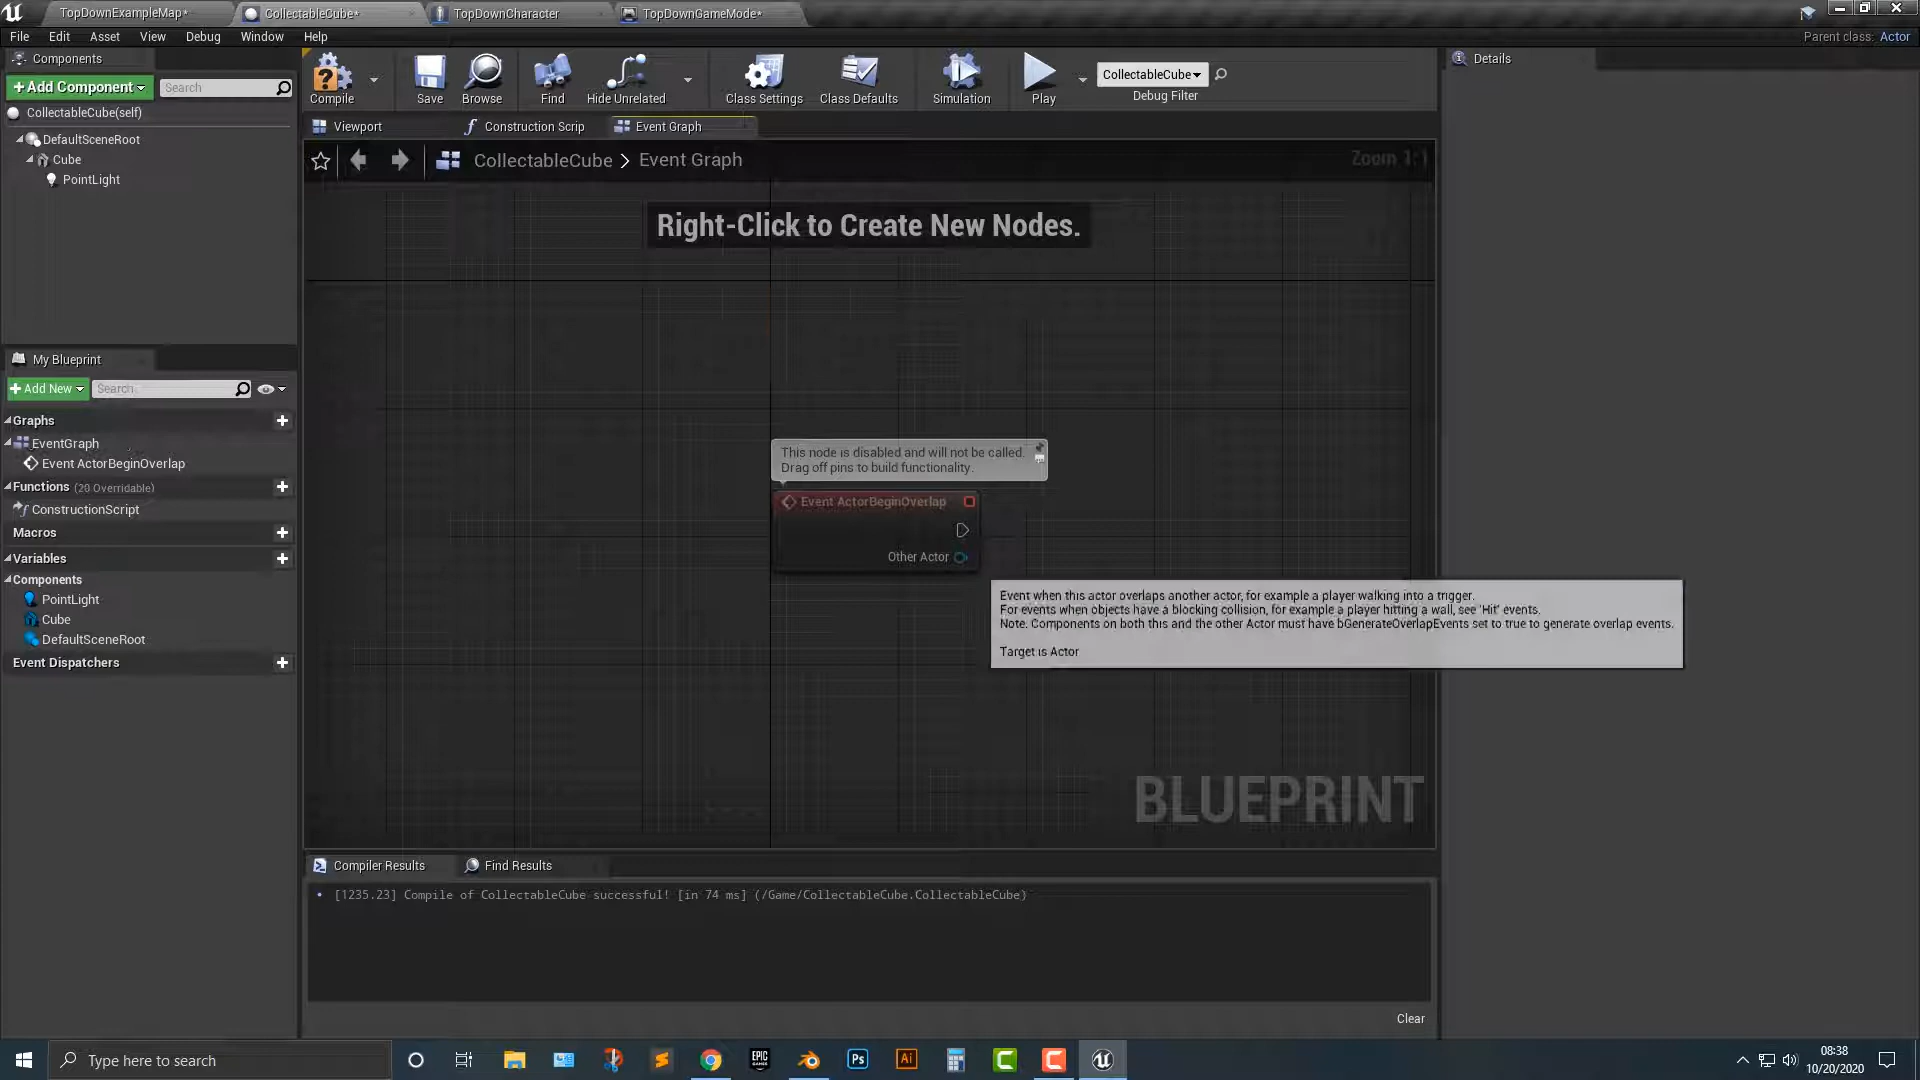 TopDownExampleMap*
CollectableCube*
TopDownCharacter
TopDownGameMode*
File Edit Asset View Debug Window Help
Parent class: Actor
Components
+Add Component
Search
CollectableCube(self)
DefaultSceneRoot
Cube
PointLight
Compile
Save
Browse
Find
Hide Unrelated
Class Settings
Class Defaults
Simulation
Play
CollectableCube
Debug Filter
Details
Viewport
Construction Scrip
Event Graph
CollectableCube > Event Graph
Zoom 1:1
Right-Click to Create New Nodes.
My Blueprint
+Add New
Search
Graphs
EventGraph
Event ActorBeginOverlap
Functions (20 Overridable)
ConstructionScript
Macros
Variables
Components
PointLight
Cube
DefaultSceneRoot
Event Dispatchers
This node is disabled and will not be called.
Drag off pins to build functionality.
Event ActorBeginOverlap
Other Actor
Event when this actor overlaps another actor, for example a player walking into a trigger.
For events when objects have a blocking collision, for example a player hitting a wall, see 'Hit' events.
Note. Components on both this and the other Actor must have bGenerateOverlapEvents set to true to generate overlap events.
Target is Actor
BLUEPRINT
Compiler Results
Find Results
[1235.23] Compile of CollectableCube successful! [in 74 ms] (/Game/CollectableCube.CollectableCube)
Clear
Type here to search
EPIC
GAMES
Ps
Ai
08:38
10/20/2020